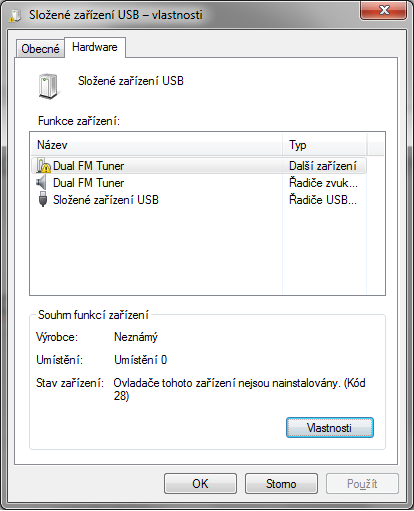 Složené zařízení USB – vlastnosti
Obecné Hardware
Složené zařízení USB
Funkce zařízení:
Název Typ
Dual FM Tuner Další zařízení
Dual FM Tuner Řadiče zvuk...
Složené zařízení USB Řadiče USB...
Souhrn funkcí zařízení
Výrobce: Neznámý
Umístění: Umístění 0
Stav zařízení: Ovladače tohoto zařízení nejsou nainstalovány. (Kód
28)
Vlastnosti
OK Storno Použít